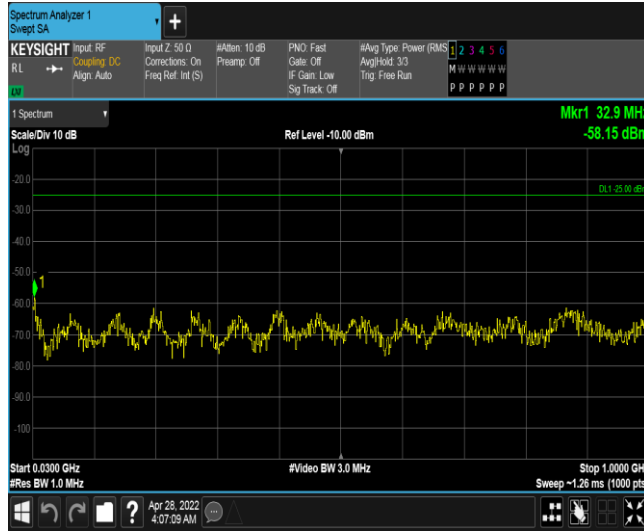 Spectrum Analyzer 1
Swept SA
+
KEYSIGHT
RL
LXI
Input: RF
Coupling: DC
Align: Auto
Input Z: 50 Ω
Corrections: On
Freq Ref: Int (S)
#Atten: 10 dB
Preamp: Off
PNO: Fast
Gate: Off
IF Gain: Low
Sig Track: Off
#Avg Type: Power (RMS
Avg|Hold: 3/3
Trig: Free Run
1 2 3 4 5 6
M W W W W W
P P P P P P
1 Spectrum
Mkr1 32.9 MHz
Scale/Div 10 dB
Ref Level -10.00 dBm
-58.15 dBm
Log
-20.0
DL1 -25.00 dBm
-30.0
-40.0
-50.0
1
-60.0
-70.0
-80.0
-90.0
-100
Start 0.0300 GHz
#Video BW 3.0 MHz
Stop 1.0000 GH
#Res BW 1.0 MHz
Sweep ~1.26 ms (1000 pts
?
Apr 28, 2022
4:07:09 AM